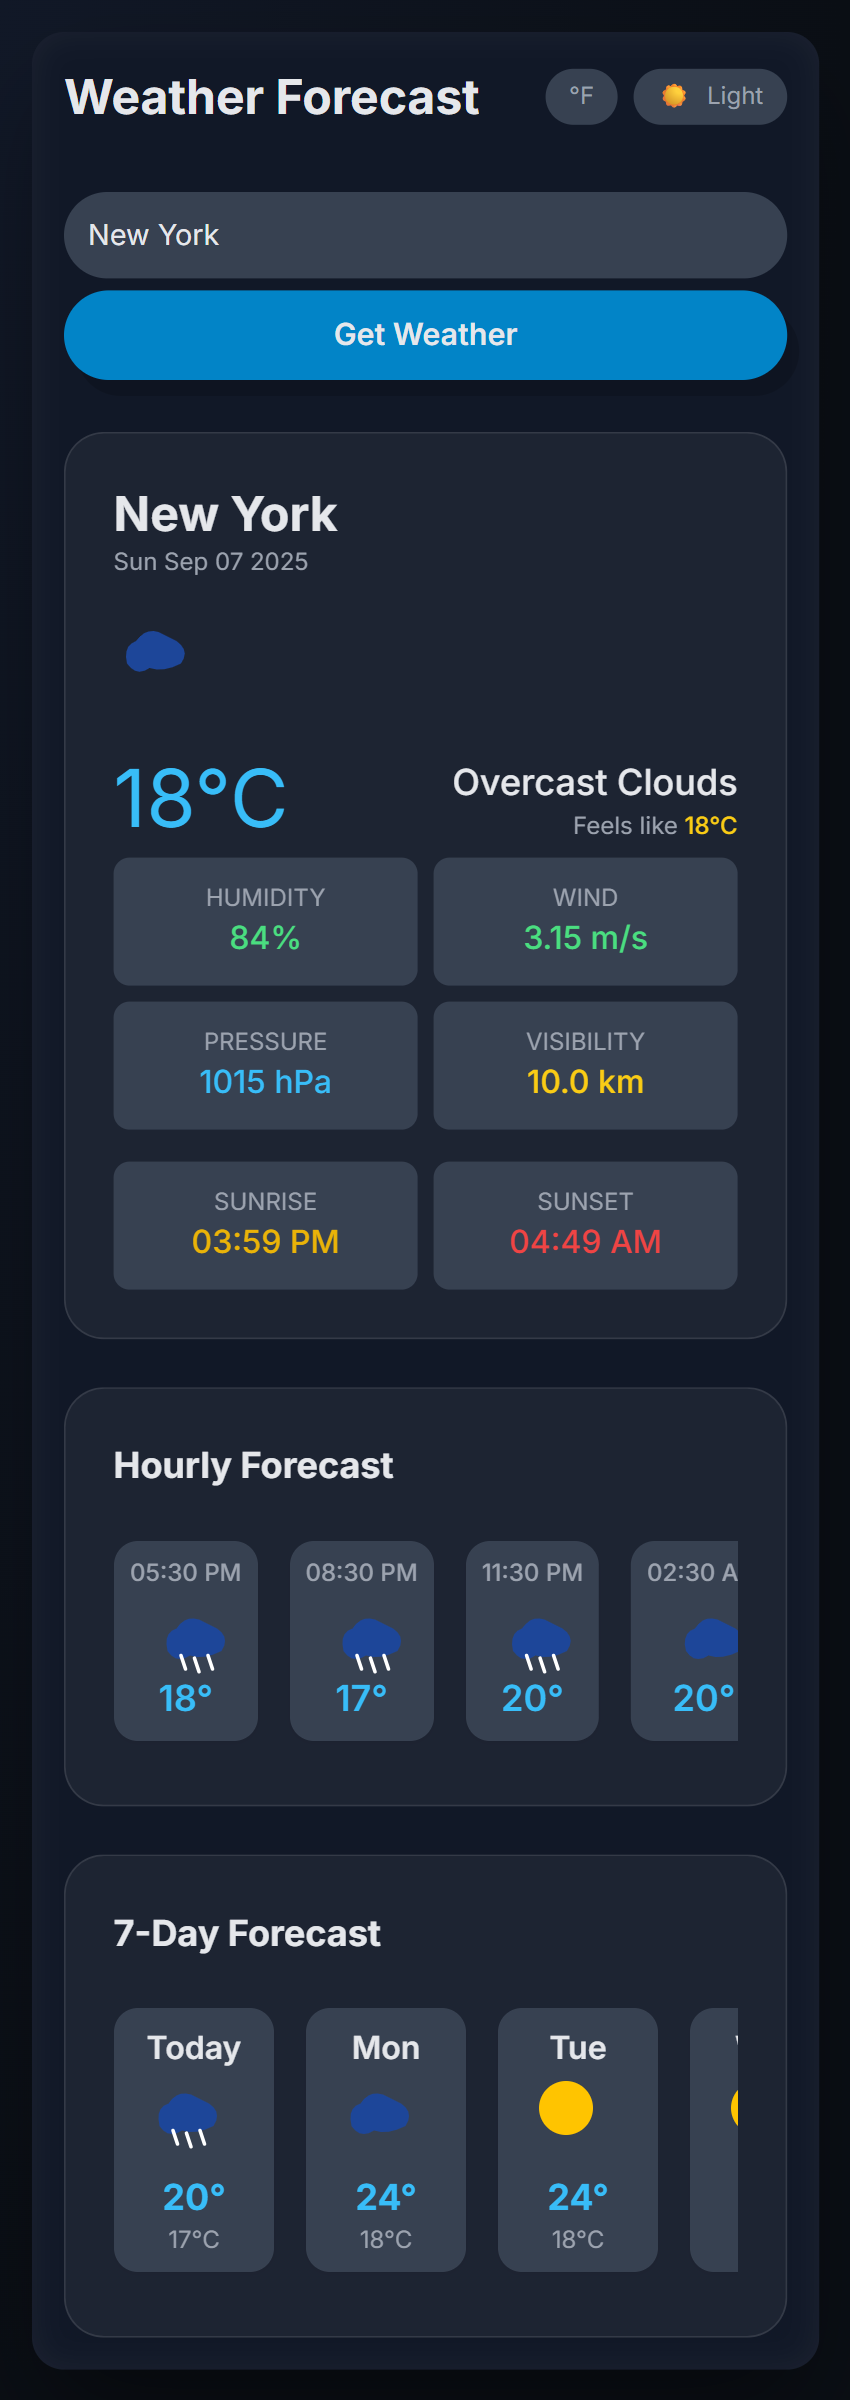 Weather Forecast
°F
Light
New York
Get Weather
New York
Sun Sep 07 2025
18°C
Overcast Clouds
Feels like 18°C
HUMIDITY
84%
WIND
3.15 m/s
PRESSURE
1015 hPa
VISIBILITY
10.0 km
SUNRISE
03:59 PM
SUNSET
04:49 AM
Hourly Forecast
05:30 PM
18°
08:30 PM
17°
11:30 PM
20°
02:30 A
20°
7-Day Forecast
Today
20°
17°C
Mon
24°
18°C
Tue
24°
18°C